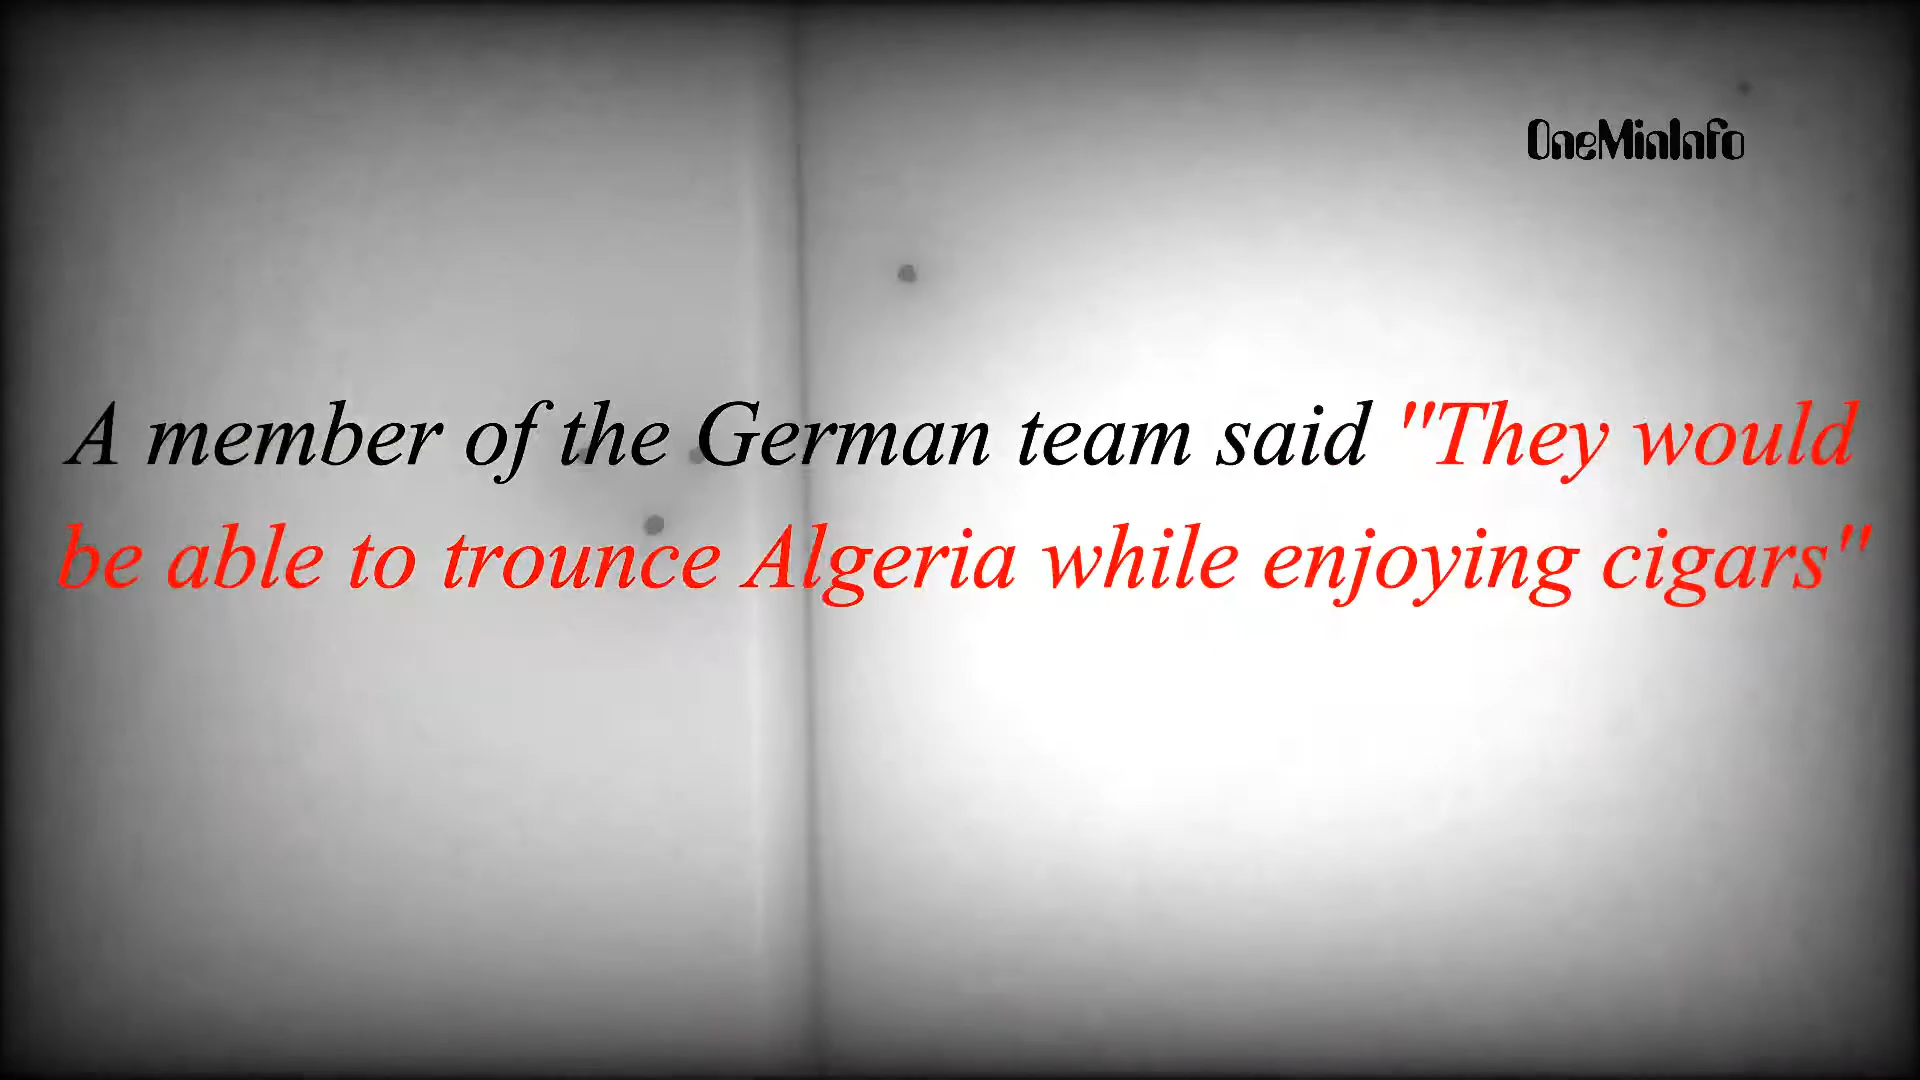 OneMinInfo
A member of the German team said "They would
be able to trounce Algeria while enjoying cigars"